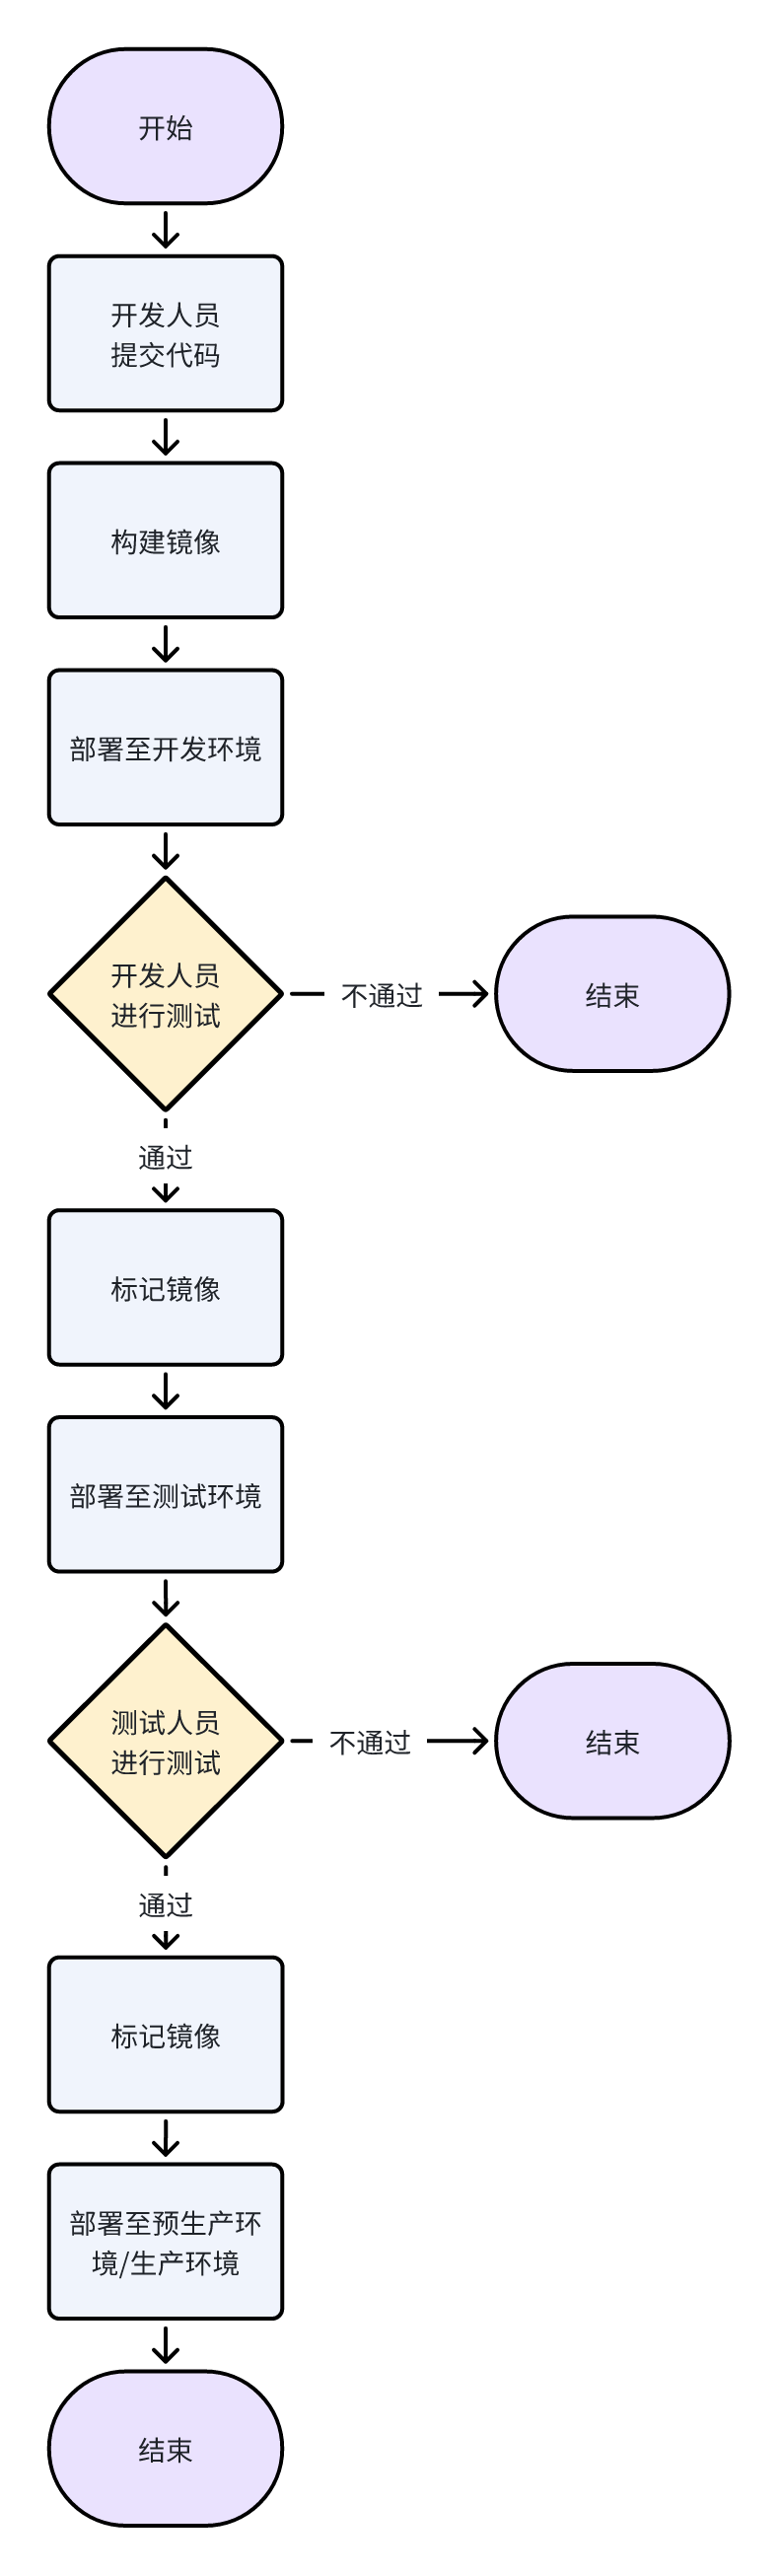 开始
开发人员
提交代码
构建镜像
部署至开发环境
开发人员
进行测试
不通过
结束
通过
标记镜像
部署至测试环境
测试人员
进行测试
不通过
结束
通过
标记镜像
部署至预生产环
境/生产环境
结束